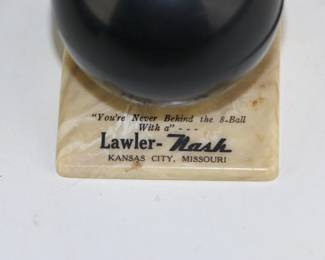 "You're Never Behind the 8-Ball
With a" - - -
Lawler-Nash
KANSAS CITY, MISSOURI